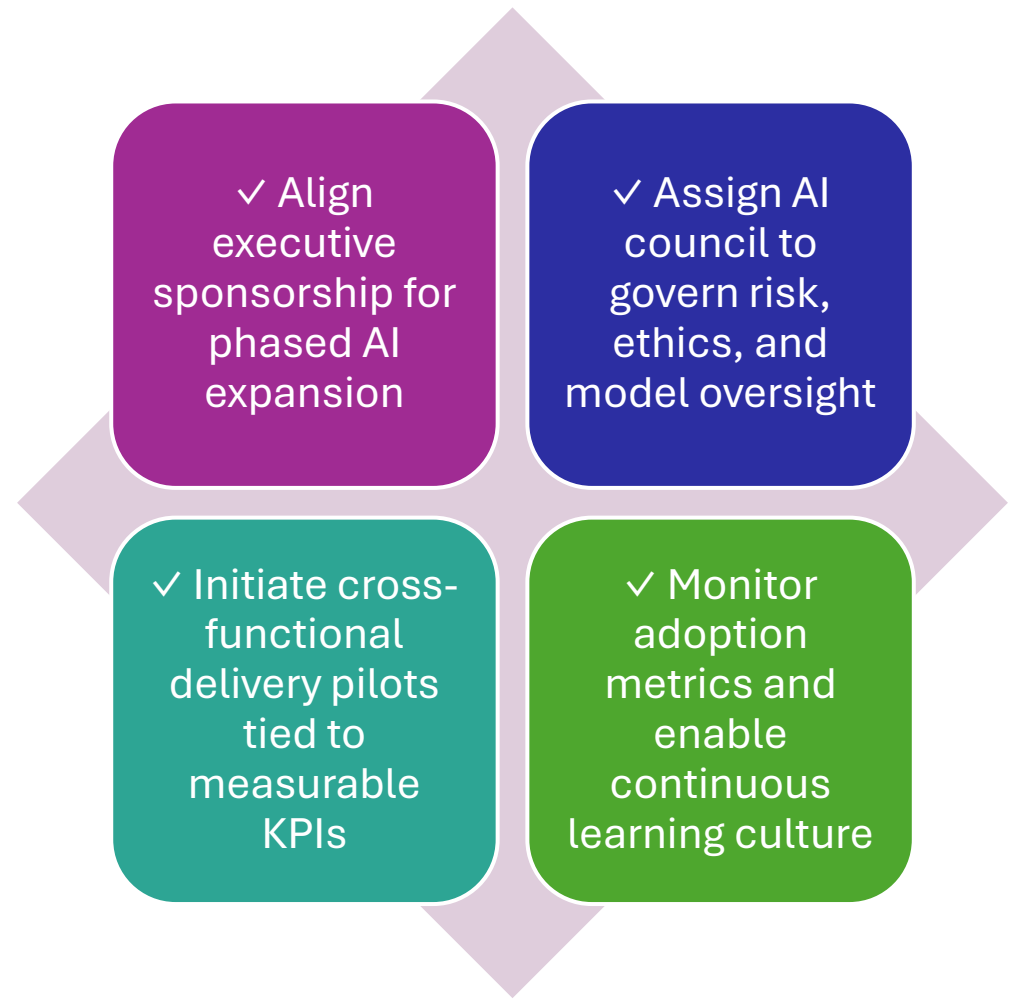 ✓ Align
executive
sponsorship for
phased AI
expansion
✓ Assign AI
council to
govern risk,
ethics, and
model oversight
✓ Initiate cross-
functional
delivery pilots
tied to
measurable
KPIs
✓ Monitor
adoption
metrics and
enable
continuous
learning culture